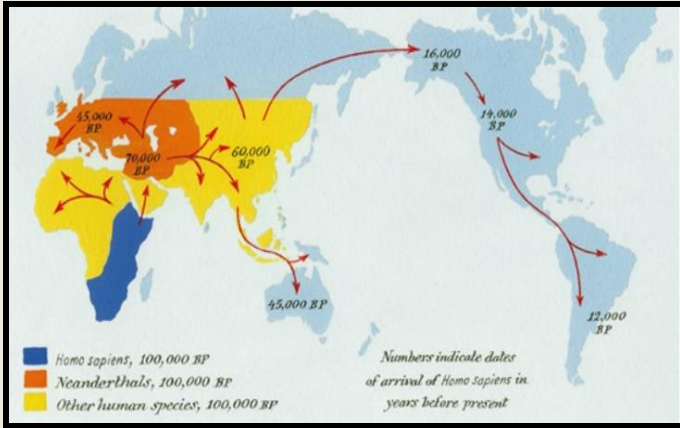 16,000
BP
14,000
BP
45,000
BP
70,000
BP
60,000
BP
45,000 BP
12,000
BP
Homo sapiens, 100,000 BP
Neanderthals, 100,000 BP
Other human species, 100,000 BP
Numbers indicate dates
of arrival of Homo sapiens in
years before present